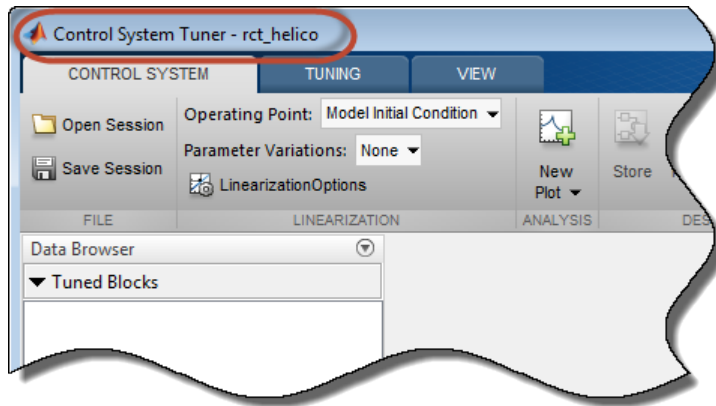 Control System Tuner - rct_helico
CONTROL SYSTEM TUNING VIEW
Open Session
Save Session
Operating Point: Model Initial Condition
Parameter Variations: None
LinearizationOptions
New
Plot
Store
FILE LINEARIZATION ANALYSIS DES
Data Browser
Tuned Blocks